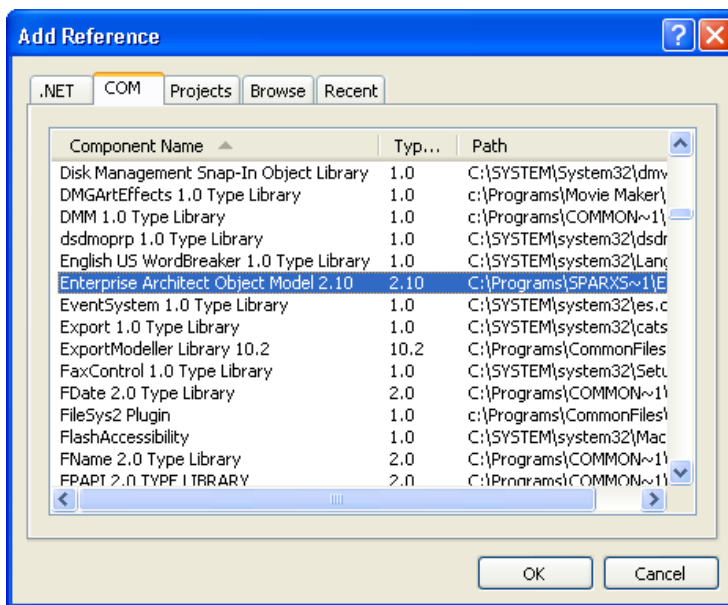 Add Reference
.NET COM Projects Browse Recent
Component Name Typ... Path
Disk Management Snap-In Object Library 1.0 C:\SYSTEM\System32\dmv
DMGArtEffects 1.0 Type Library 1.0 c:\Programs\Movie Maker\
DMM 1.0 Type Library 1.0 c:\Programs\COMMON~1\
dsdmoprp 1.0 Type Library 1.0 C:\SYSTEM\system32\dsdr
English US WordBreaker 1.0 Type Library 1.0 C:\SYSTEM\system32\Lang
Enterprise Architect Object Model 2.10 2.10 C:\Programs\SPARXS~1\E
EventSystem 1.0 Type Library 1.0 C:\SYSTEM\system32\es.c
Export 1.0 Type Library 1.0 C:\SYSTEM\system32\cats
ExportModeller Library 10.2 10.2 C:\Programs\CommonFiles
FaxControl 1.0 Type Library 1.0 C:\SYSTEM\system32\Setu
FDate 2.0 Type Library 2.0 C:\Programs\COMMON~1\
FileSys2 Plugin 1.0 c:\Programs\CommonFiles\
FlashAccessibility 1.0 C:\SYSTEM\system32\Mac
FName 2.0 Type Library 2.0 C:\Programs\COMMON~1\
FPAPI 2.0 TYPE LIBRARY 2.0 C:\Programs\COMMON~1\
OK Cancel